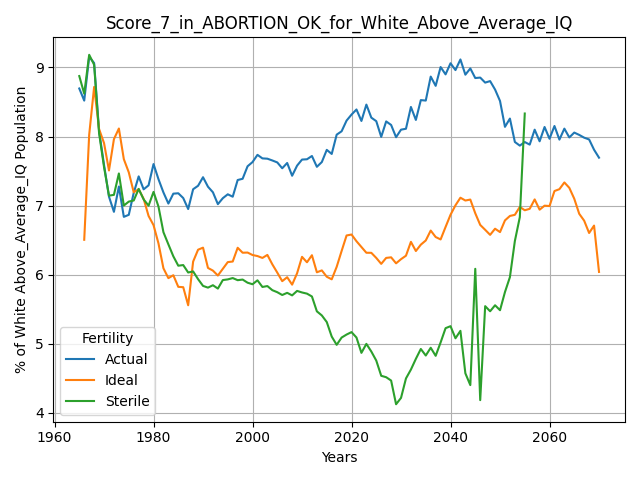 Score_7_in_ABORTION_OK_for_White_Above_Average_IQ
% of White Above_Average_IQ Population
9
8
7
6
5
4
Fertility
Actual
Ideal
Sterile
1960 1980 2000 2020 2040 2060
Years